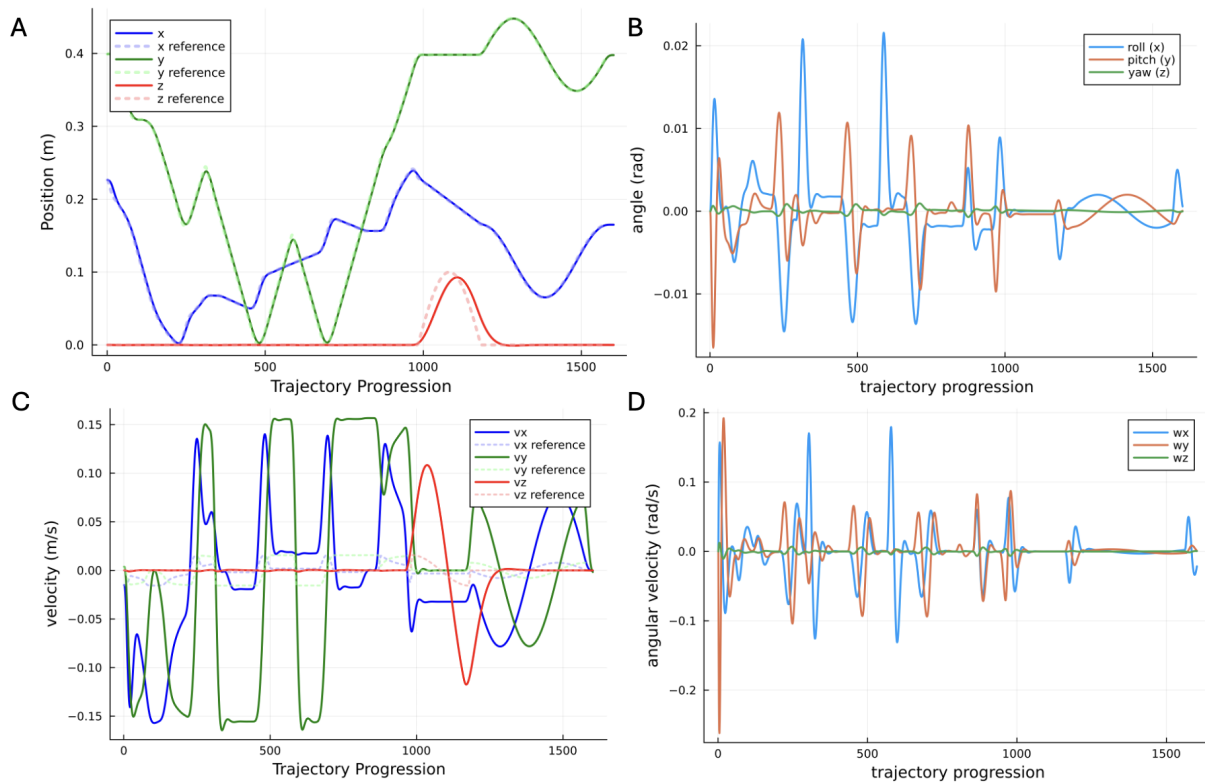 A
Position (m)
0.4
0.3
0.2
0.1
0.0
x
x reference
y
y reference
z
z reference
0
500
1000
1500
Trajectory Progression
B
angle (rad)
0.02
0.01
0.00
−0.01
roll (x)
pitch (y)
yaw (z)
0
500
1000
1500
trajectory progression
C
velocity (m/s)
0.15
0.10
0.05
0.00
−0.05
−0.10
−0.15
vx
vx reference
vy
vy reference
vz
vz reference
0
500
1000
1500
Trajectory Progression
D
angular velocity (rad/s)
0.2
0.1
0.0
−0.1
−0.2
wx
wy
wz
0
500
1000
1500
trajectory progression